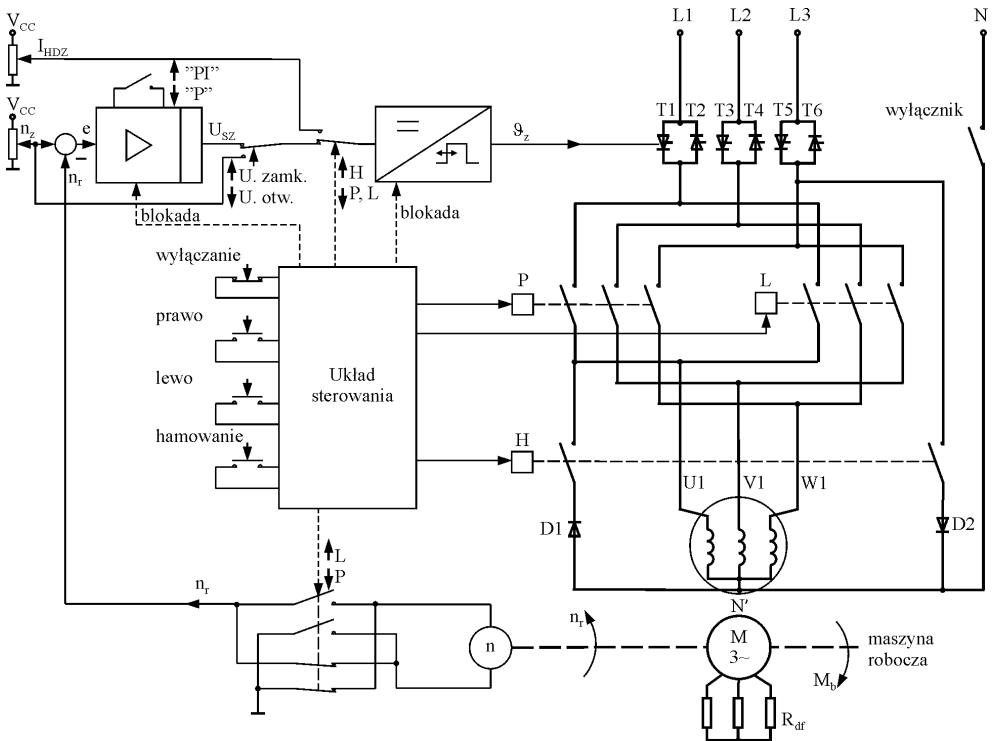 L1
L2
L3
N
V_CC
I_HDZ
"PI"
"P"
V_CC
n_z
e
n_r
U_SZ
ϑ_z
T1
T2
T3
T4
T5
T6
wyłącznik
U. zamk.
U. otw.
H
P, L
blokada
blokada
wyłączanie
prawo
lewo
hamowanie
Układ
sterowania
P
L
H
U1
V1
W1
D1
D2
L
P
n_r
n
n_r
N'
M
3~
M_b
maszyna
robocza
R_df